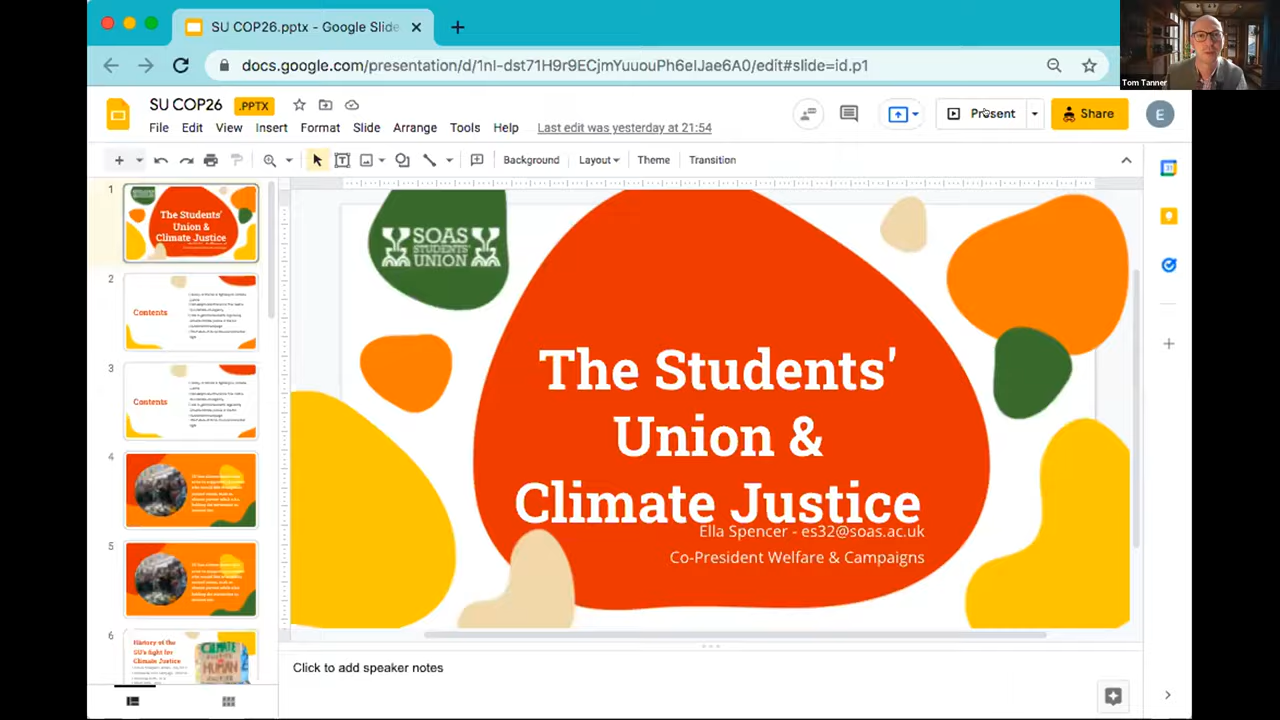 SU COP26.pptx - Google Slide
docs.google.com/presentation/d/1nI-dst71H9r9ECjmYuuouPh6eIJae6A0/edit#slide=id.p1
Tom Tanner
SU COP26 .PPTX
File Edit View Insert Format Slide Arrange Tools Help Last edit was yesterday at 21:54
Present
Share
E
Background Layout Theme Transition
1
The Students'
Union &
Climate Justice
2
Contents
3
Contents
4
5
6
History of the
SU's fight for
Climate Justice
CLIMATE
HUMAN
SOAS
STUDENTS
UNION
The Students'
Union &
Climate Justice
Ella Spencer - es32@soas.ac.uk
Co-President Welfare & Campaigns
Click to add speaker notes